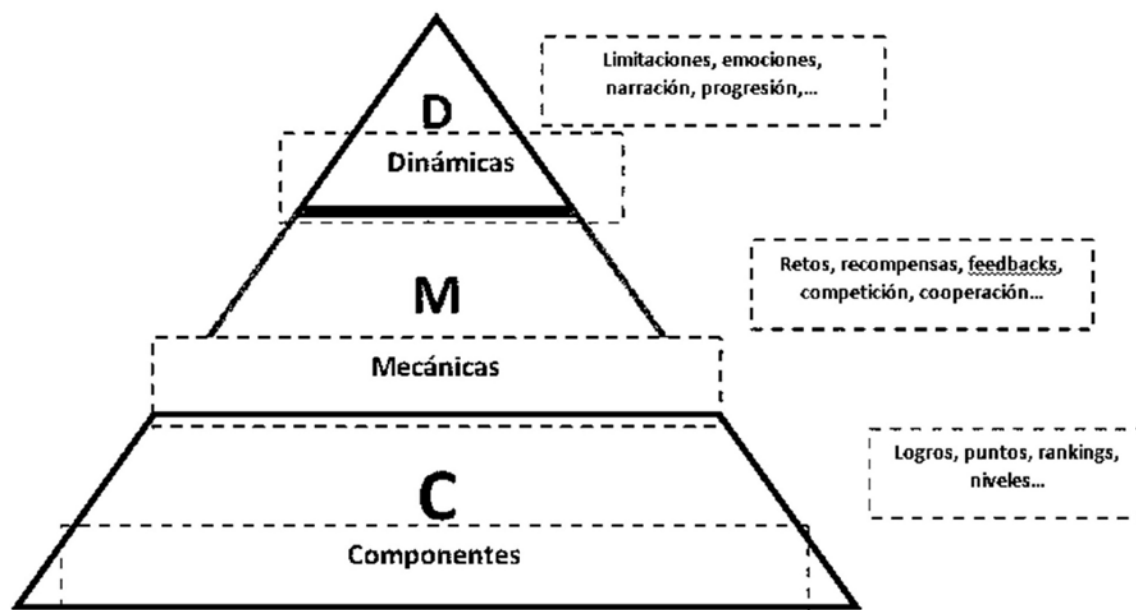 Limitaciones, emociones,
narración, progresión,...
D
Dinámicas
Retos, recompensas, feedbacks,
competición, cooperación...
M
Mecánicas
Logros, puntos, rankings,
niveles...
C
Componentes